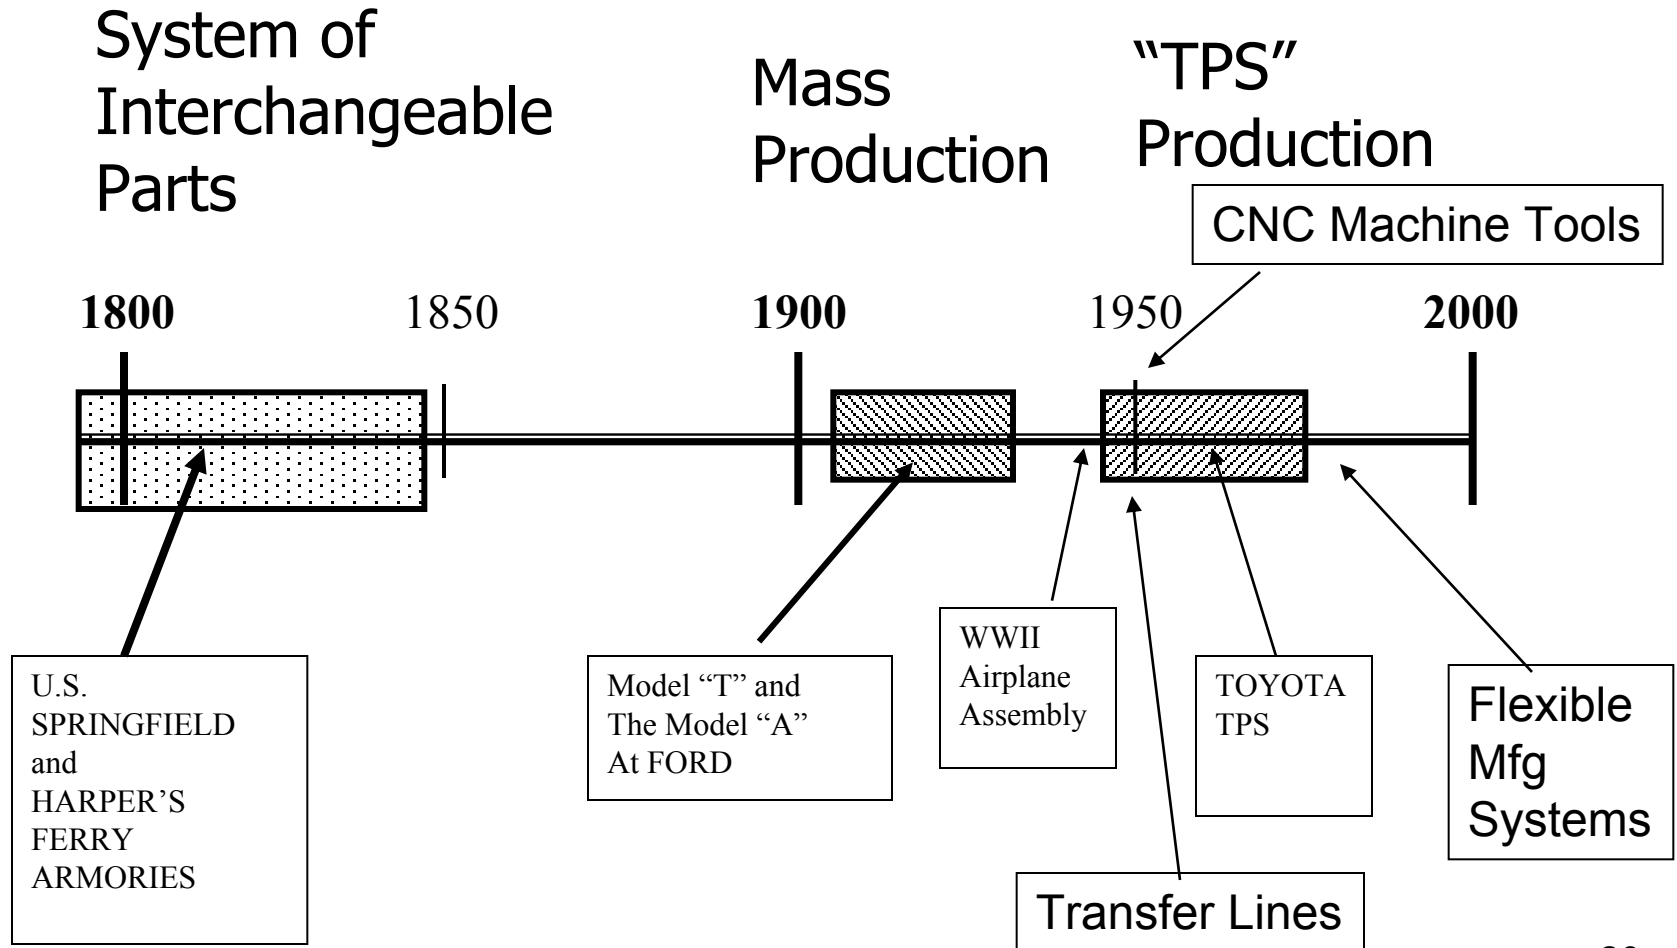 System of
Interchangeable
Parts
Mass
Production
“TPS”
Production
CNC Machine Tools
1800
1850
1900
1950
2000
U.S.
SPRINGFIELD
and
HARPER’S
FERRY
ARMORIES
Model “T” and
The Model “A”
At FORD
WWII
Airplane
Assembly
TOYOTA
TPS
Flexible
Mfg
Systems
Transfer Lines